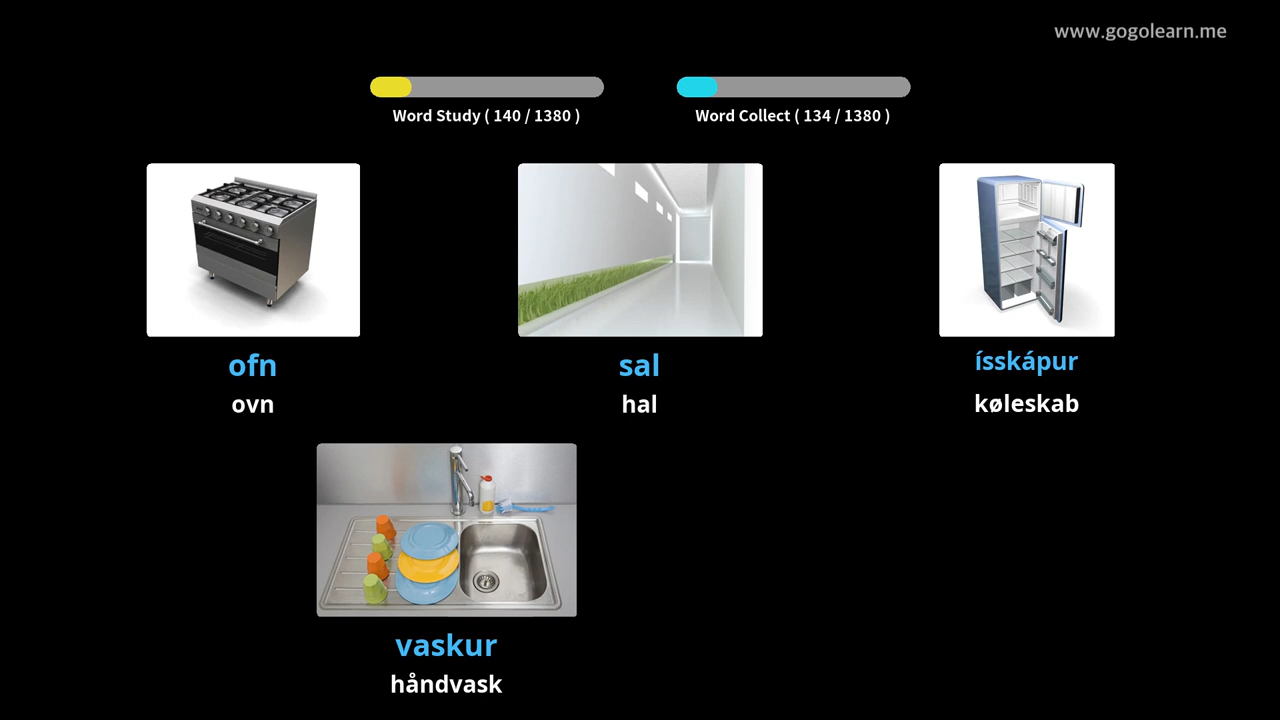 www.gogolearn.me
Word Study ( 140 / 1380 )
Word Collect ( 134 / 1380 )
ofn
ovn
sal
hal
ísskápur
køleskab
vaskur
håndvask